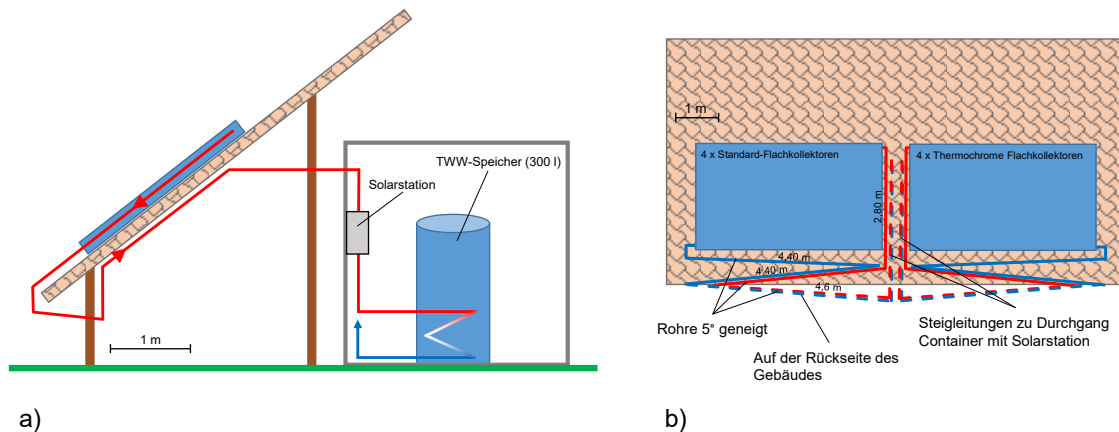 TWW-Speicher (300 l)
Solarstation
1 m
a)
1 m
4 x Standard-Flachkollektoren
4 x Thermochrome Flachkollektoren
2,80 m
4,40 m
4,40 m
4,6 m
Rohre 5° geneigt
Auf der Rückseite des
Gebäudes
Steigleitungen zu Durchgang
Container mit Solarstation
b)